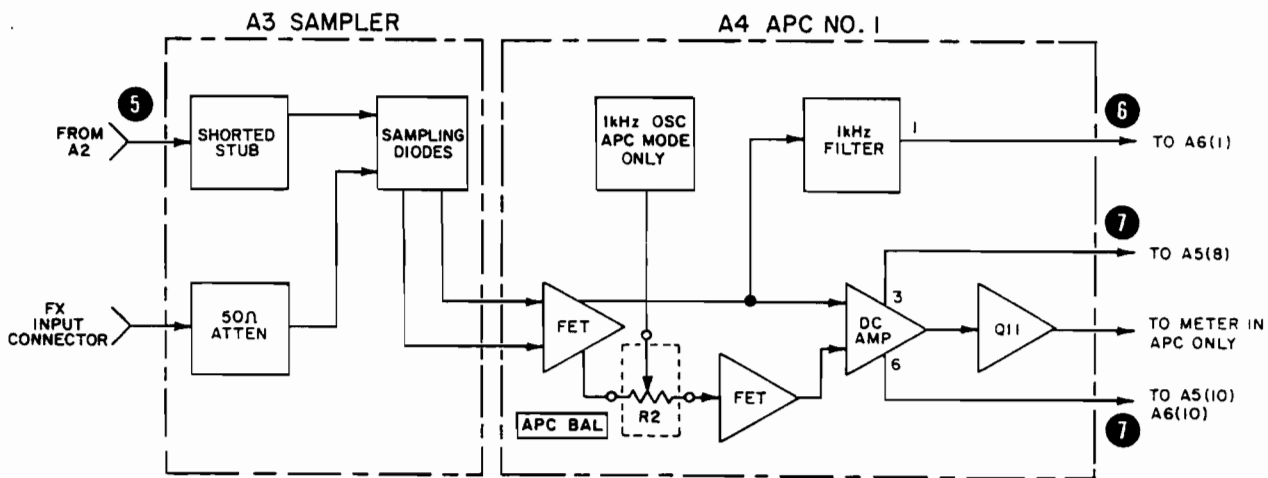 A3 SAMPLER
A4 APC NO. 1
5
FROM
A2
SHORTED
STUB
SAMPLING
DIODES
1kHz OSC
APC MODE
ONLY
1kHz
FILTER
1
6
TO A6(1)
7
TO A5(8)
FX
INPUT
CONNECTOR
50Ω
ATTEN
FET
3
DC
AMP
6
Q11
TO METER IN
APC ONLY
APC BAL
R2
FET
TO A5(10)
A6(10)
7